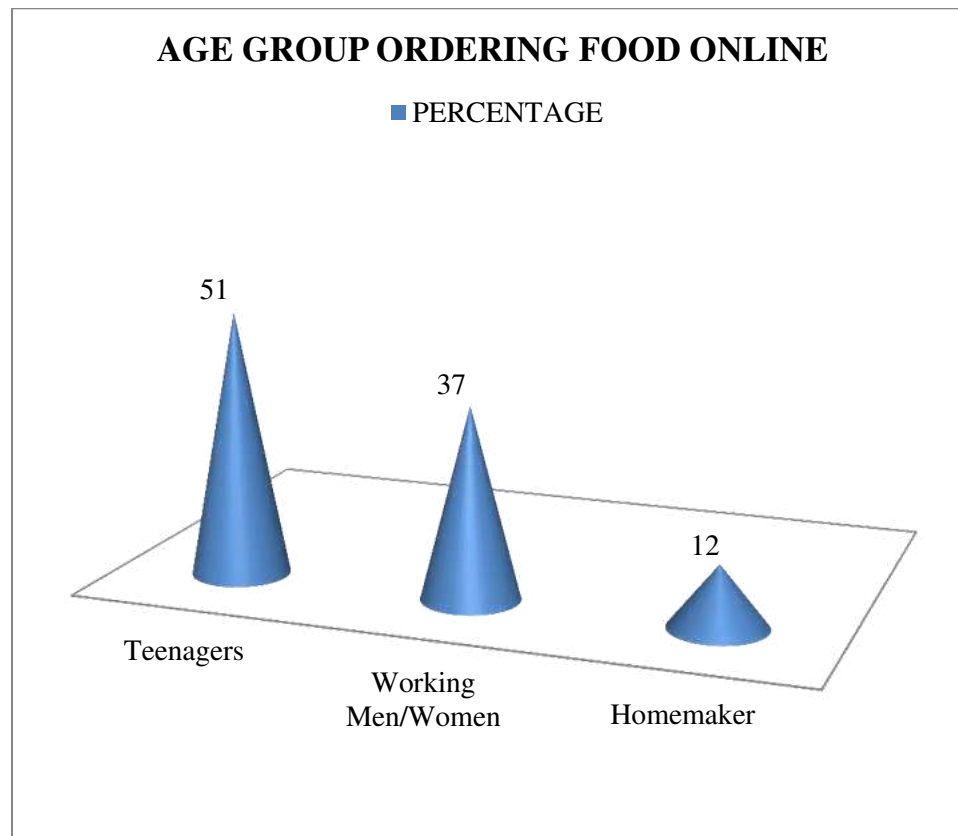 AGE GROUP ORDERING FOOD ONLINE
PERCENTAGE
51
37
12
Teenagers
Working
Men/Women
Homemaker